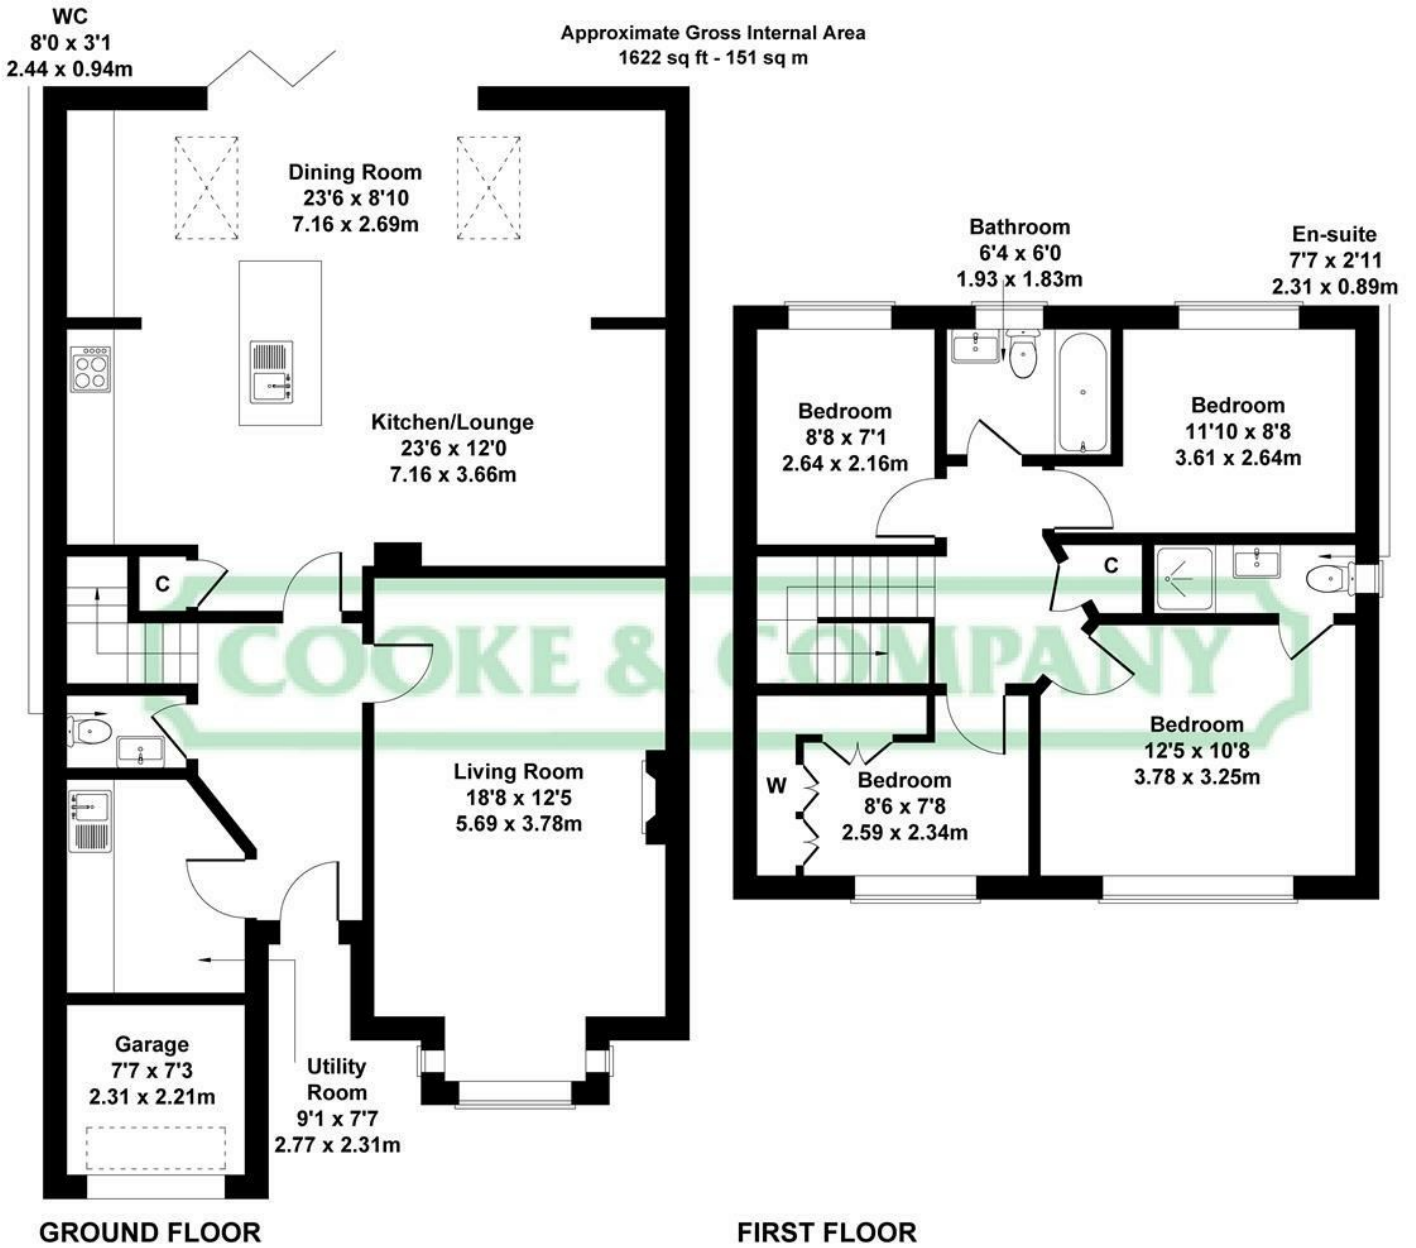 WC
8'0 x 3'1
2.44 x 0.94m
Approximate Gross Internal Area
1622 sq ft - 151 sq m
Dining Room
23'6 x 8'10
7.16 x 2.69m
Kitchen/Lounge
23'6 x 12'0
7.16 x 3.66m
C
Living Room
18'8 x 12'5
5.69 x 3.78m
Garage
7'7 x 7'3
2.31 x 2.21m
Utility
Room
9'1 x 7'7
2.77 x 2.31m
GROUND FLOOR
Bathroom
6'4 x 6'0
1.93 x 1.83m
En-suite
7'7 x 2'11
2.31 x 0.89m
Bedroom
8'8 x 7'1
2.64 x 2.16m
Bedroom
11'10 x 8'8
3.61 x 2.64m
C
Bedroom
12'5 x 10'8
3.78 x 3.25m
W
Bedroom
8'6 x 7'8
2.59 x 2.34m
FIRST FLOOR
COOKE & COMPANY